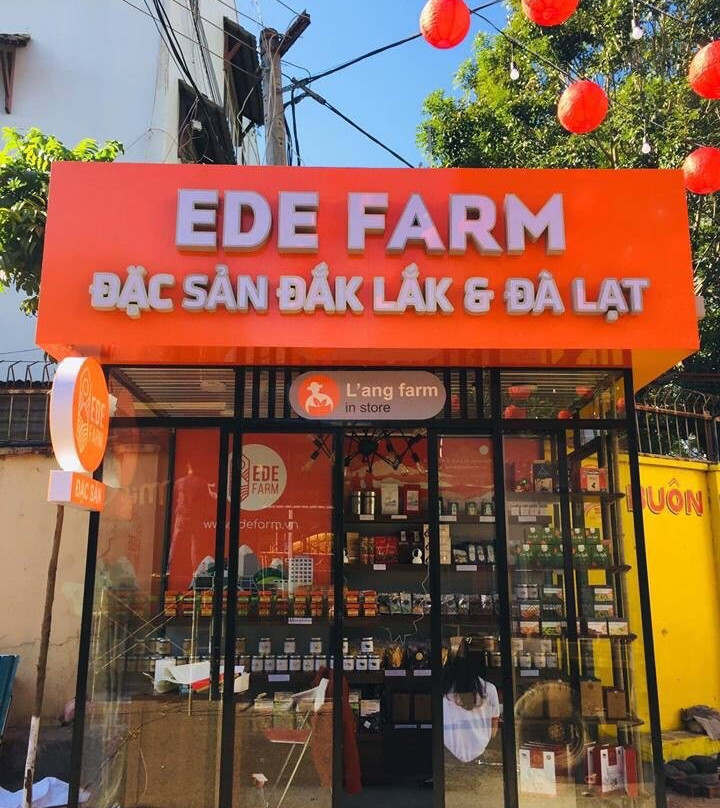 EDE FARM
ĐẶC SẢN ĐẮK LẮK & ĐÀ LẠT
L'ang farm
in store
EDE
FARM
ĐẶC SẢN
EDE
FARM
www.edefarm.vn
BUÔN